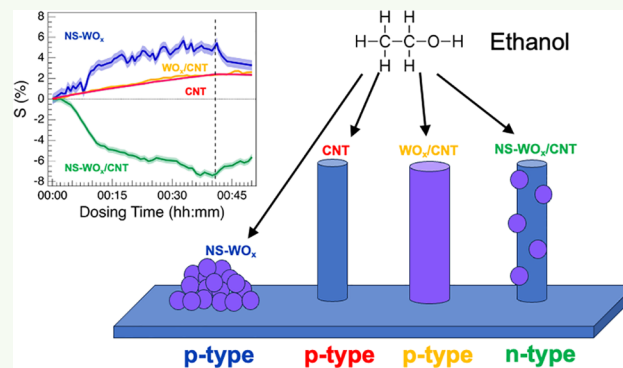 S (%)
8
6
4
2
0
-2
-4
-6
-8
NS-WOₓ
WOₓ/CNT
CNT
NS-WOₓ/CNT
00:00 00:15 00:30 00:45
Dosing Time (hh:mm)
H H
H-C-C-O-H
H H
Ethanol
NS-WOₓ
CNT
WOₓ/CNT
NS-WOₓ/CNT
p-type
p-type
p-type
n-type